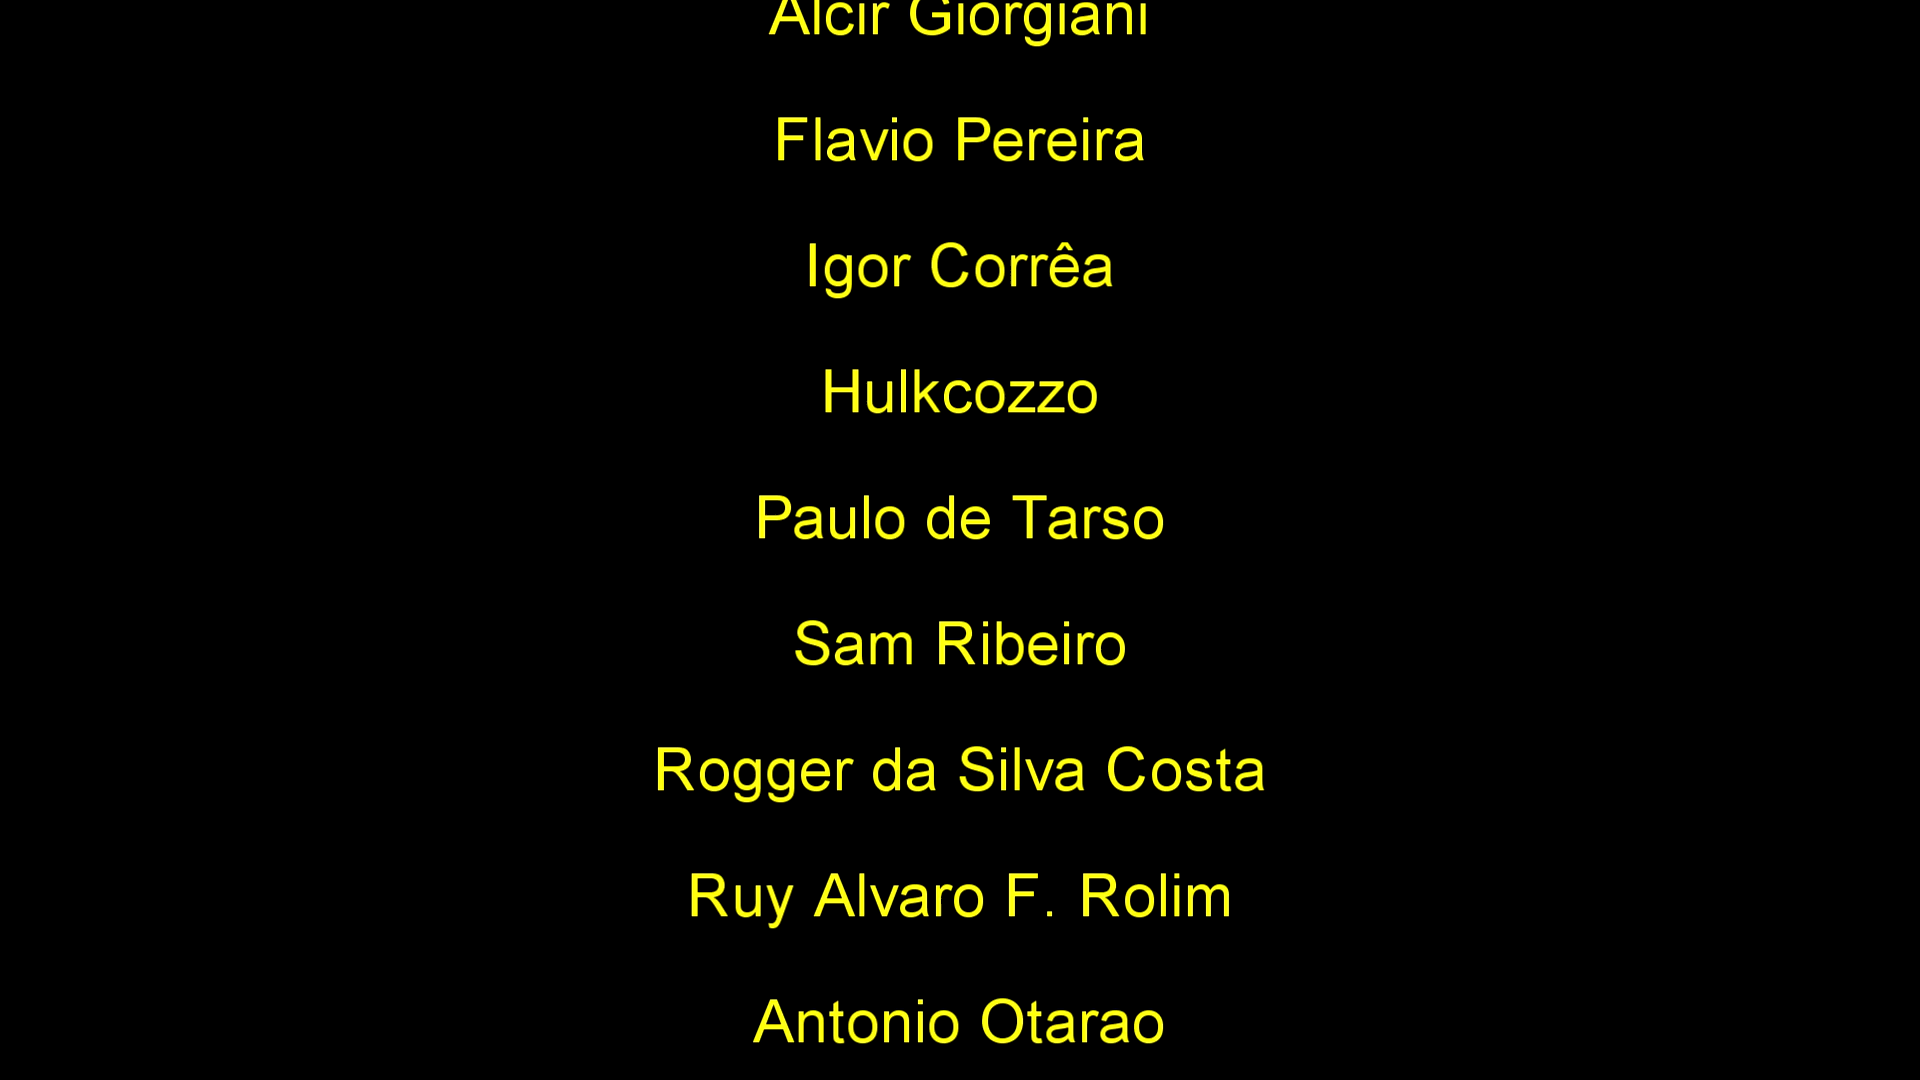 Alcir Giorgiani
Flavio Pereira
Igor Corrêa
Hulkcozzo
Paulo de Tarso
Sam Ribeiro
Rogger da Silva Costa
Ruy Alvaro F. Rolim
Antonio Otarao